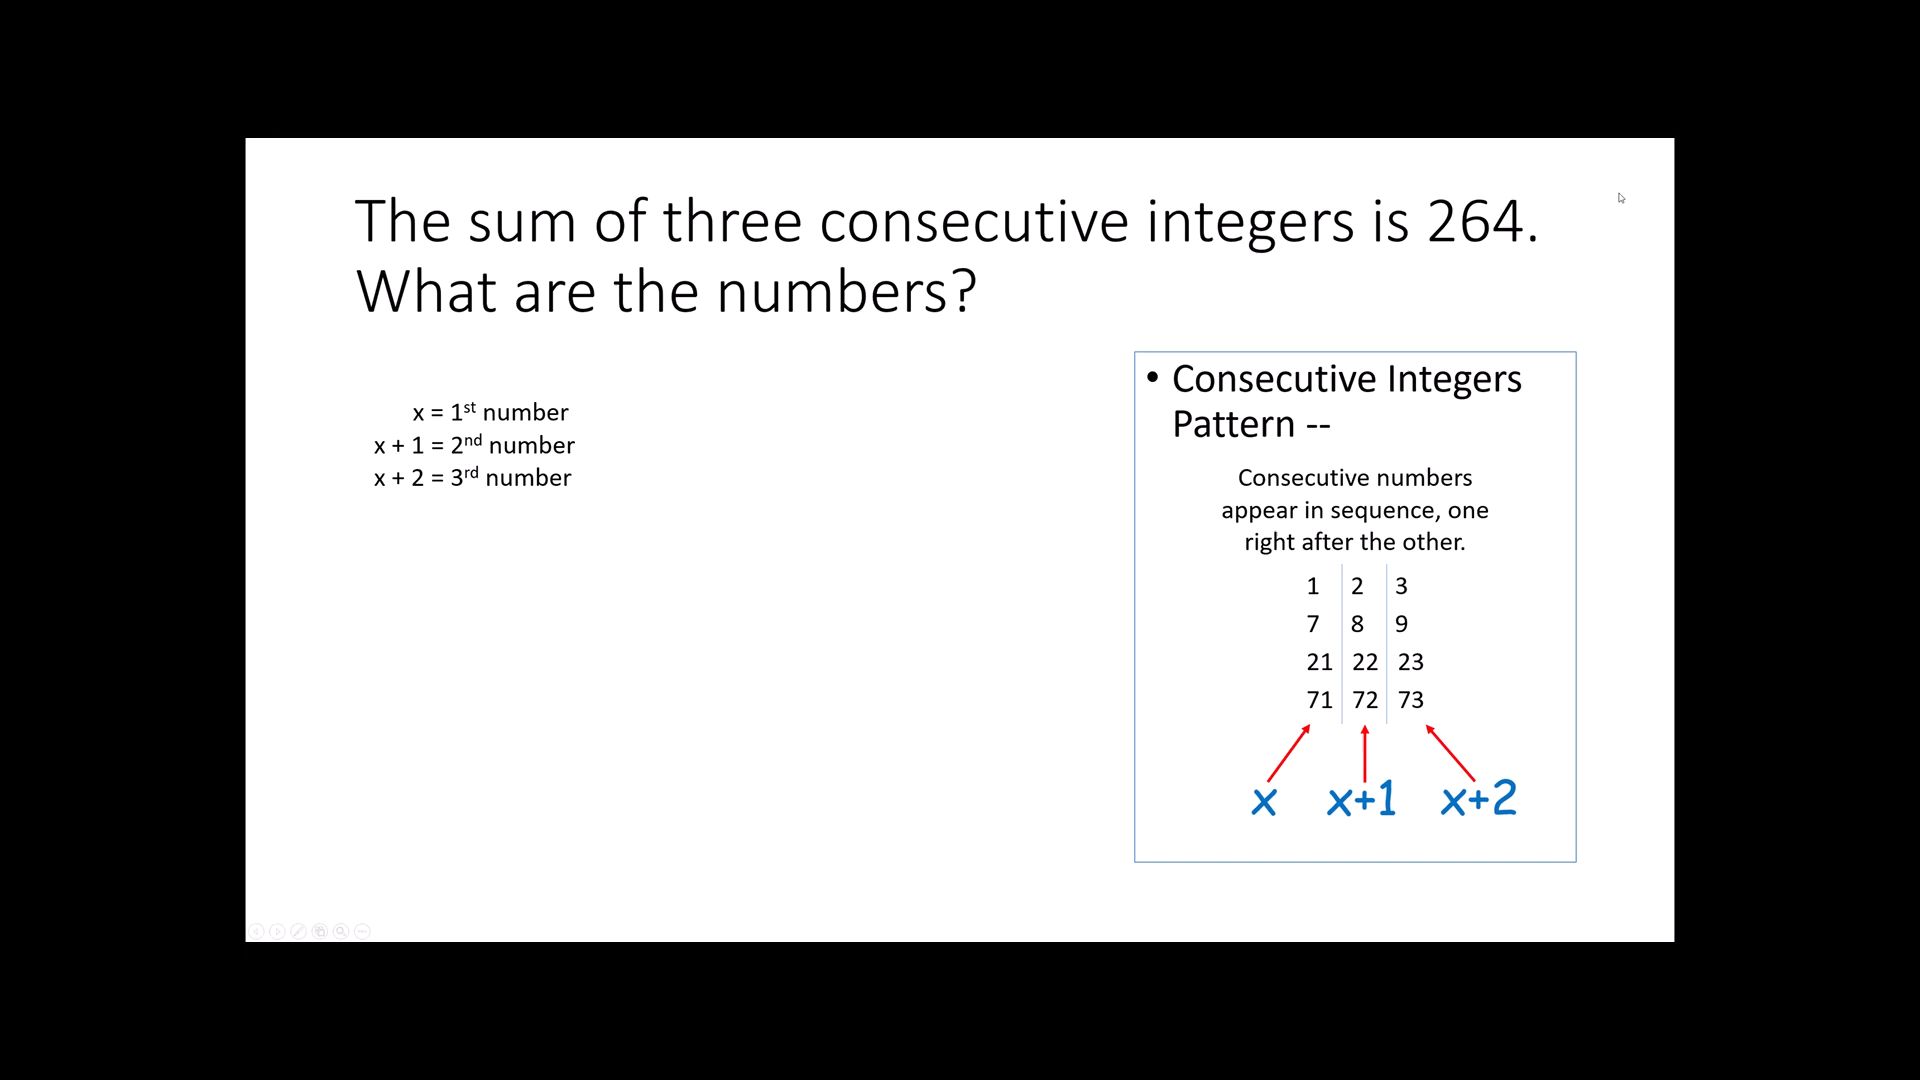 The sum of three consecutive integers is 264.
What are the numbers?
x = 1st number
x + 1 = 2nd number
x + 2 = 3rd number
• Consecutive Integers
Pattern --
Consecutive numbers
appear in sequence, one
right after the other.
1 2 3
7 8 9
21 22 23
71 72 73
x x+1 x+2